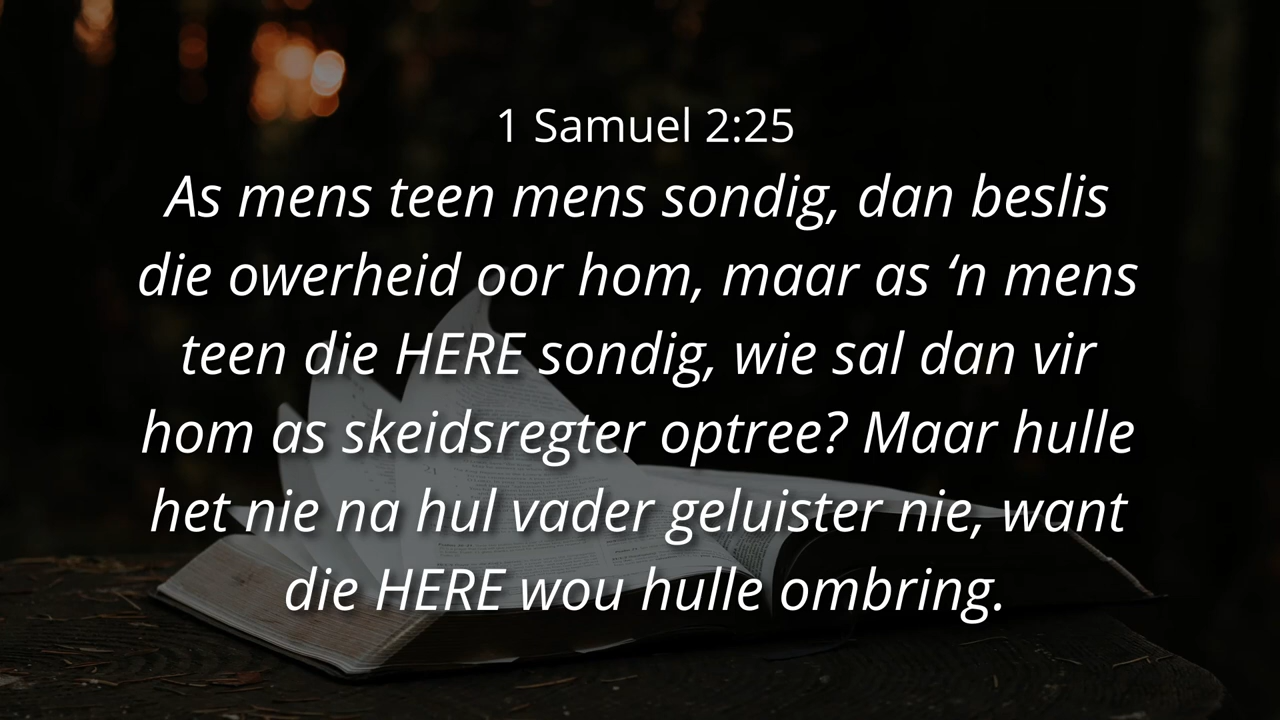 1 Samuel 2:25
As mens teen mens sondig, dan beslis
die owerheid oor hom, maar as ‘n mens
teen die HERE sondig, wie sal dan vir
hom as skeidsregter optree? Maar hulle
het nie na hul vader geluister nie, want
die HERE wou hulle ombring.